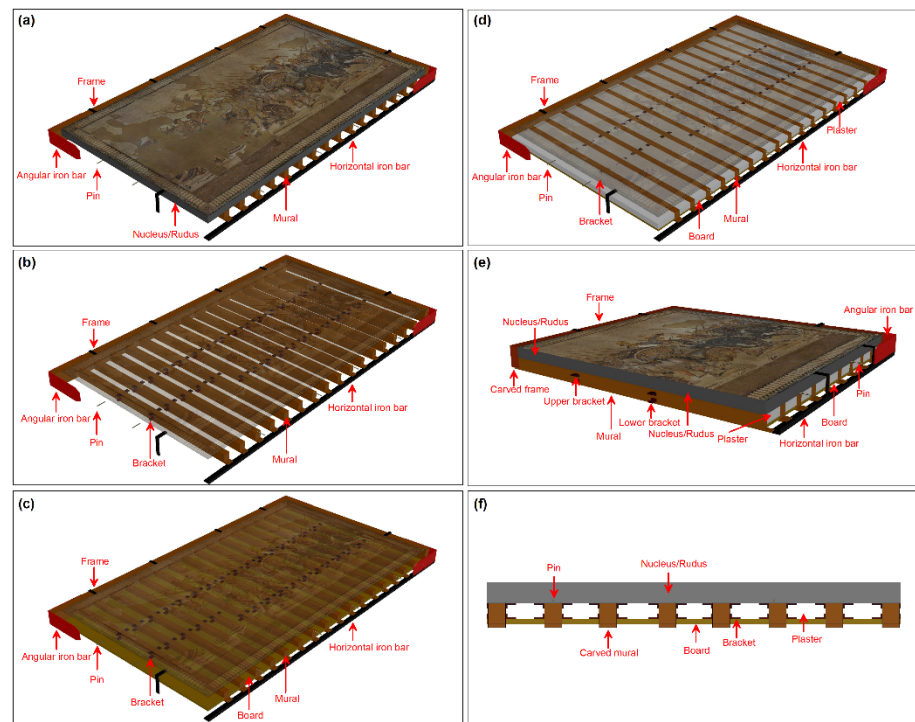 (a)
Frame
Angular iron bar
Pin
Nucleus/Rudus
Mural
Horizontal iron bar
(b)
Frame
Angular iron bar
Pin
Bracket
Mural
Horizontal iron bar
(c)
Frame
Angular iron bar
Pin
Bracket
Board
Mural
Horizontal iron bar
(d)
Frame
Plaster
Angular iron bar
Horizontal iron bar
Pin
Bracket
Mural
Board
(e)
Frame
Angular iron bar
Nucleus/Rudus
Carved frame
Upper bracket
Pin
Board
Lower bracket
Mural
Nucleus/Rudus
Plaster
Horizontal iron bar
(f)
Pin
Nucleus/Rudus
Plaster
Bracket
Board
Carved mural